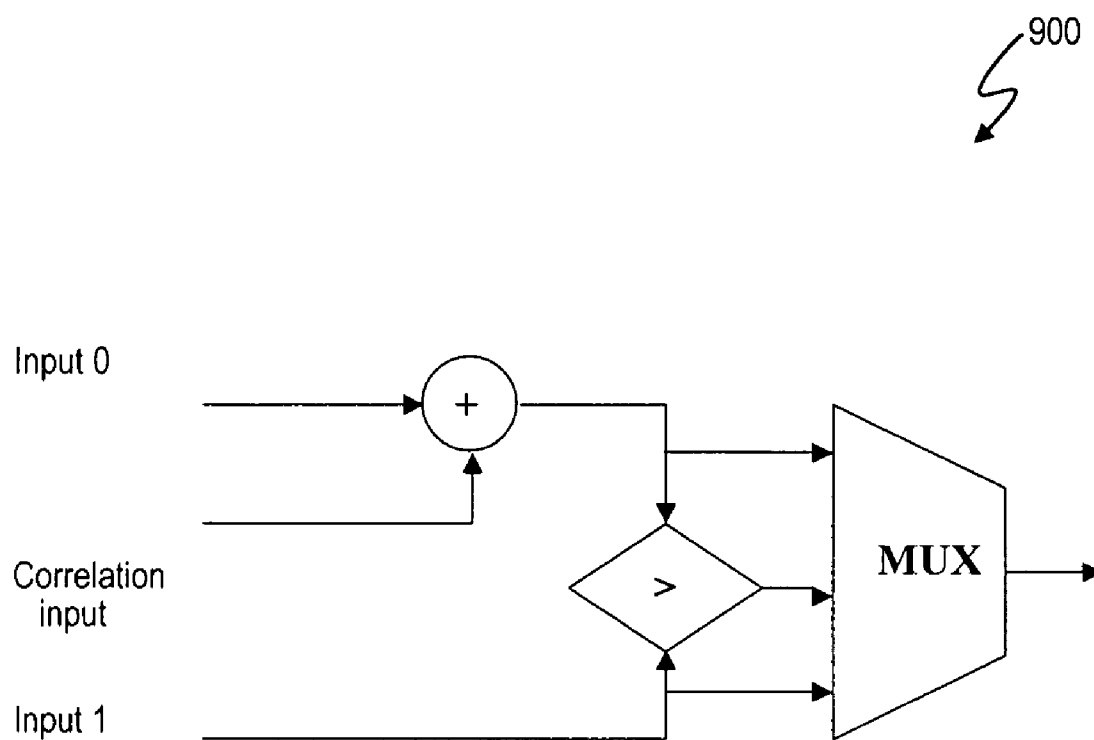 900
Input 0
+
Correlation
input
>
MUX
Input 1